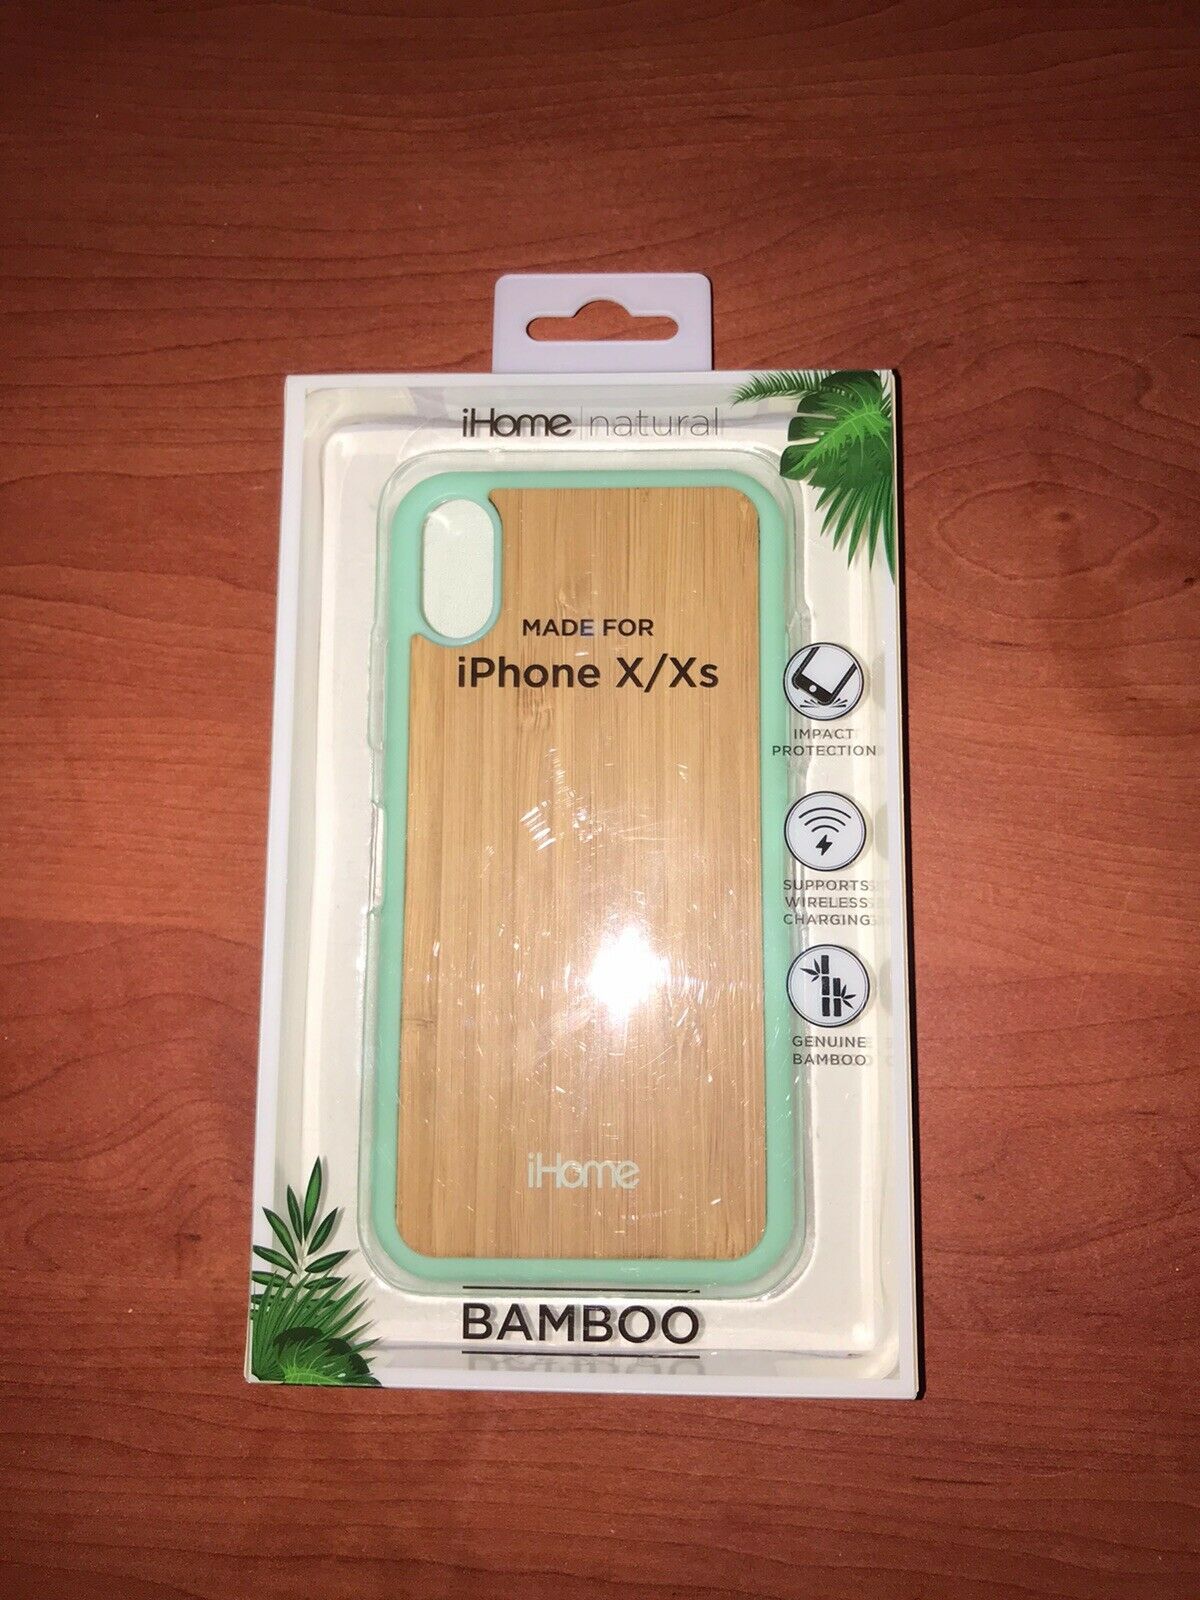 iHome | natural
MADE FOR
iPhone X/Xs
IMPACT
PROTECTION
SUPPORTS
WIRELESS
CHARGING
GENUINE
BAMBOO
iHome
BAMBOO